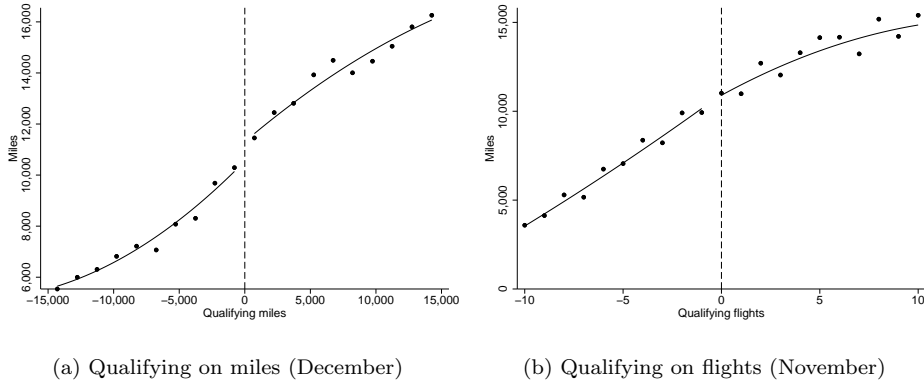 16,000
14,000
12,000
Miles
10,000
8,000
6,000
−15,000 −10,000 −5,000 0 5,000 10,000 15,000
Qualifying miles
(a) Qualifying on miles (December)
15,000
10,000
Miles
5,000
0
−10 −5 0 5 10
Qualifying flights
(b) Qualifying on flights (November)